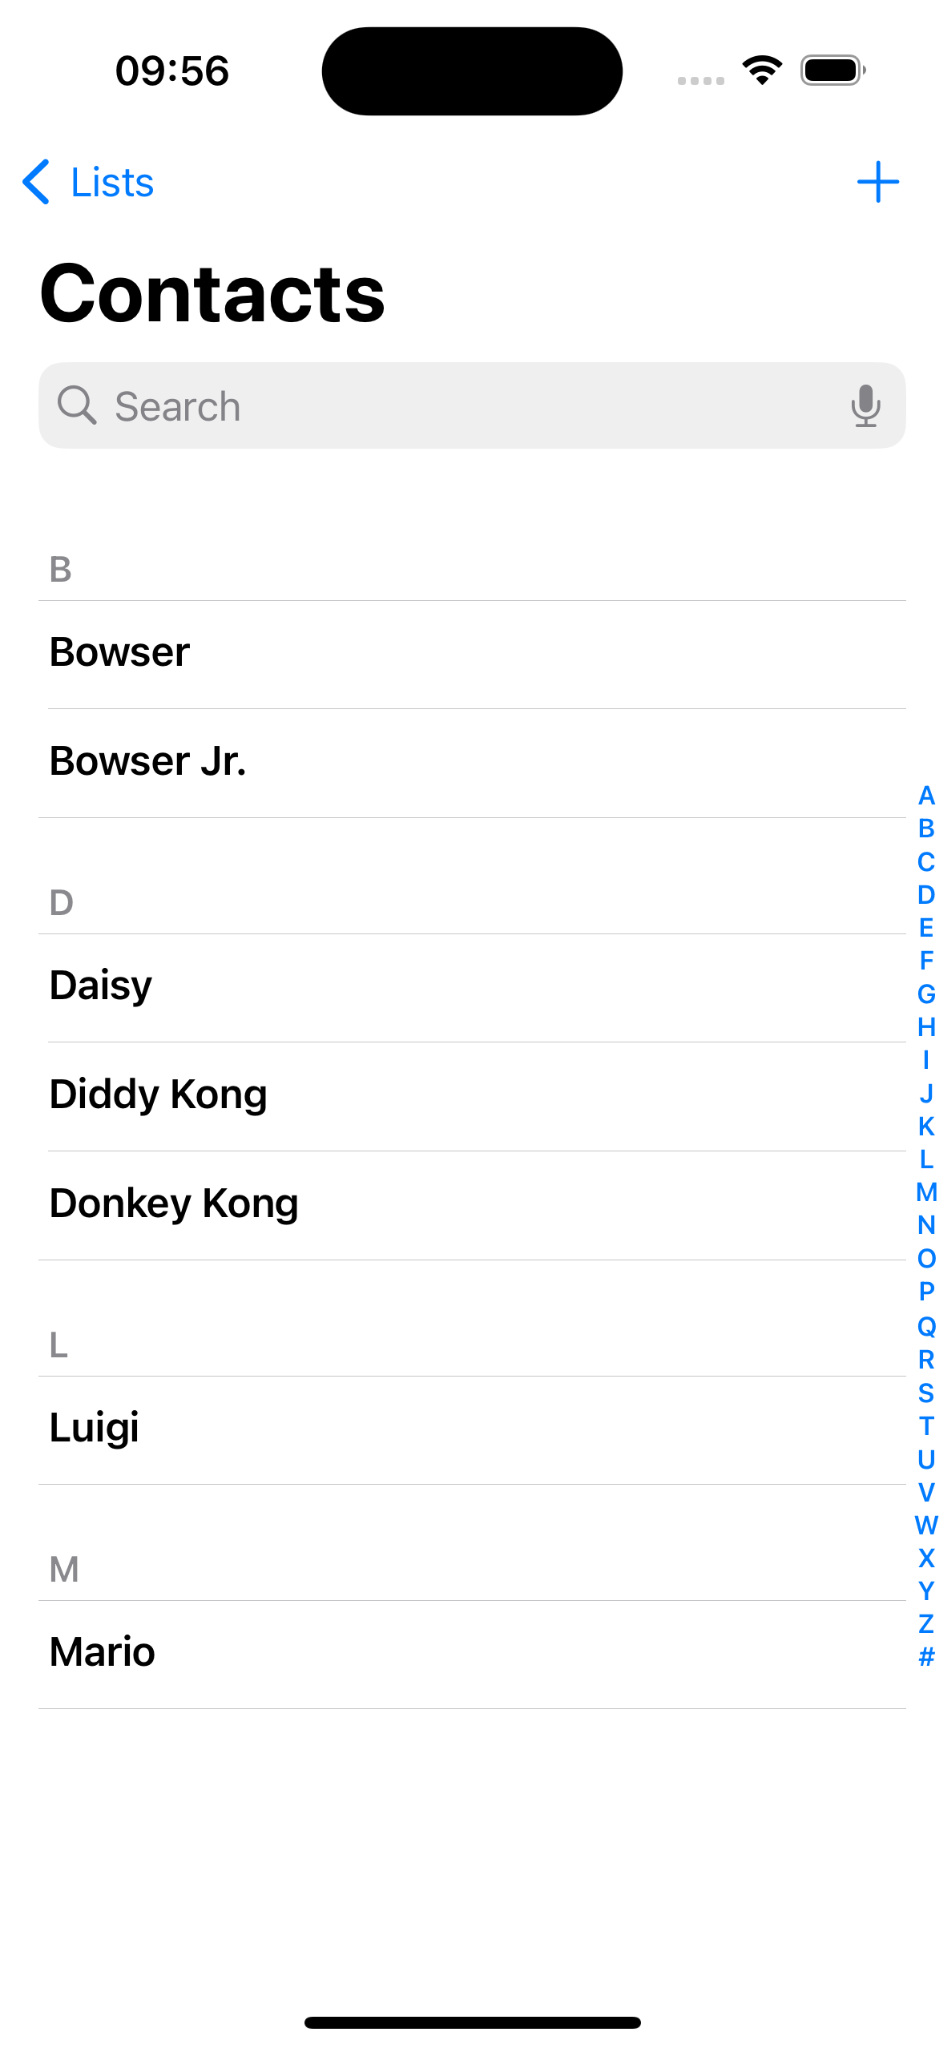 09:56
Lists
Contacts
Search
B
Bowser
Bowser Jr.
D
Daisy
Diddy Kong
Donkey Kong
L
Luigi
M
Mario
A
B
C
D
E
F
G
H
I
J
K
L
M
N
O
P
Q
R
S
T
U
V
W
X
Y
Z
#